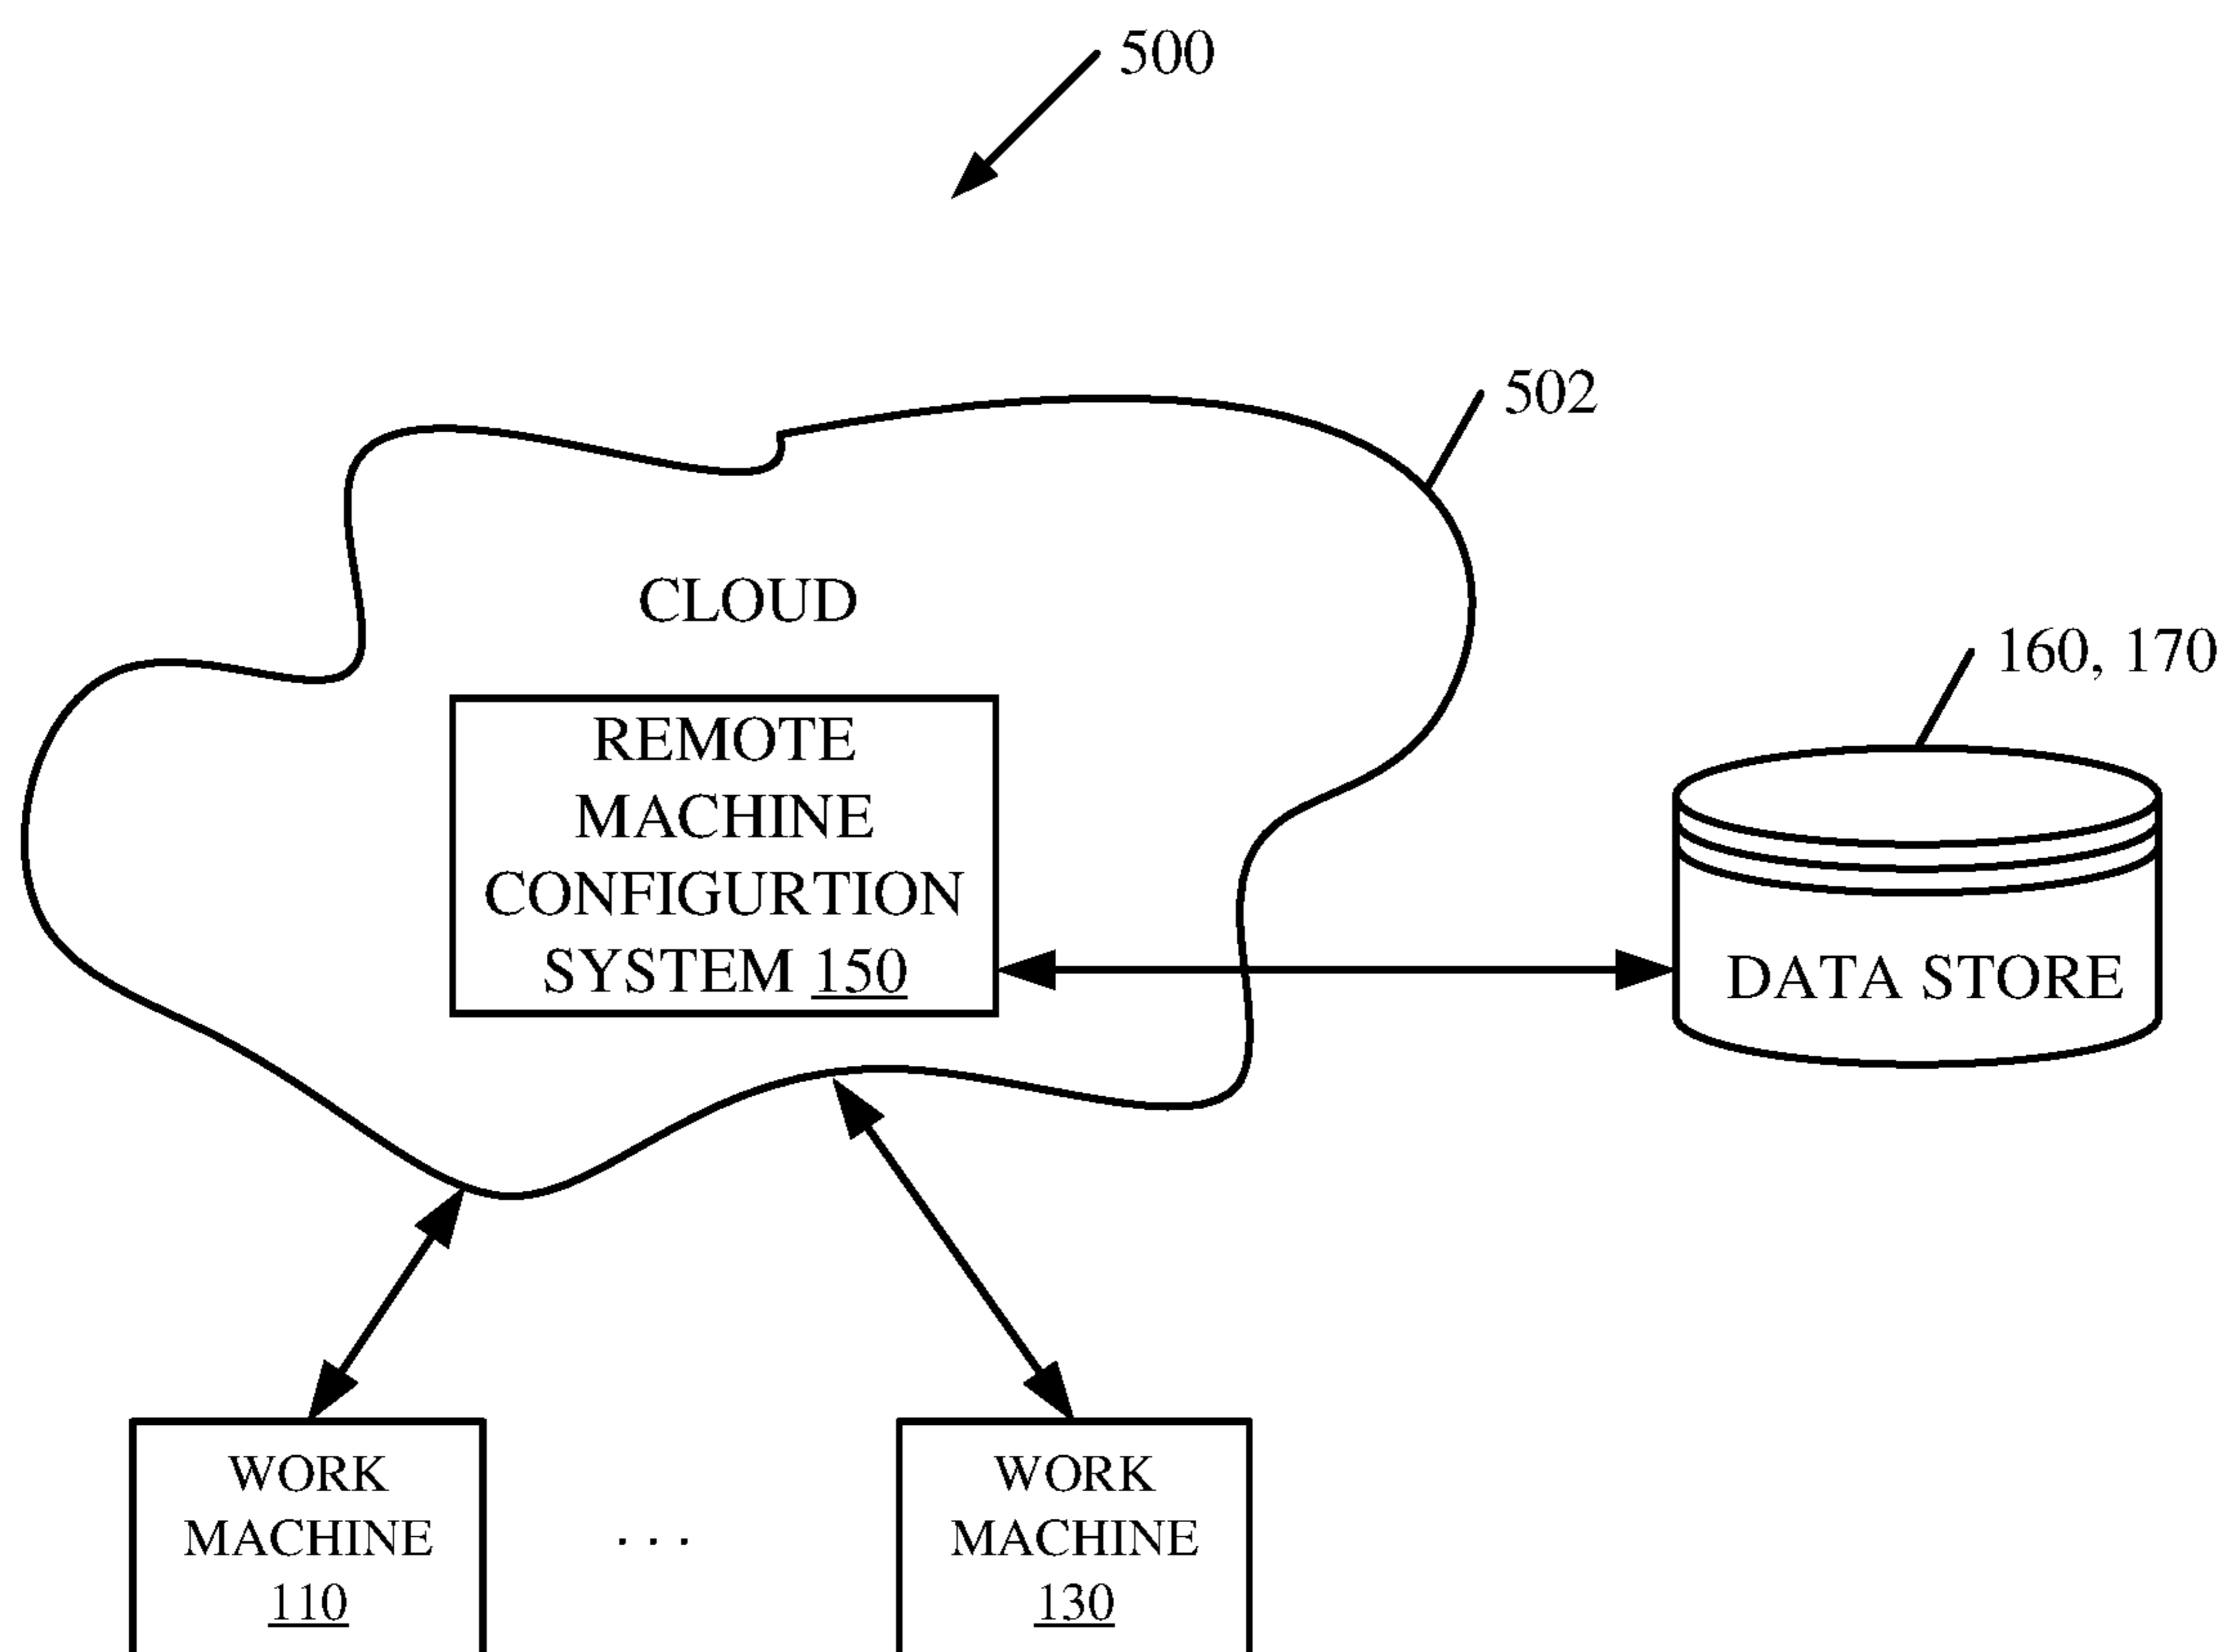 500
502
CLOUD
160, 170
REMOTE
MACHINE
CONFIGURTION
SYSTEM 150
DATA STORE
WORK
MACHINE
110
. . .
WORK
MACHINE
130